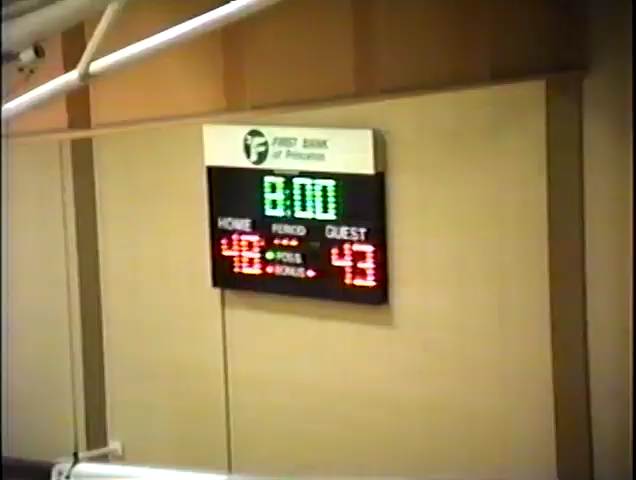 FIRST BANK
of Princeton
8:00
HOME PERIOD GUEST
48 43
POSS
BONUS